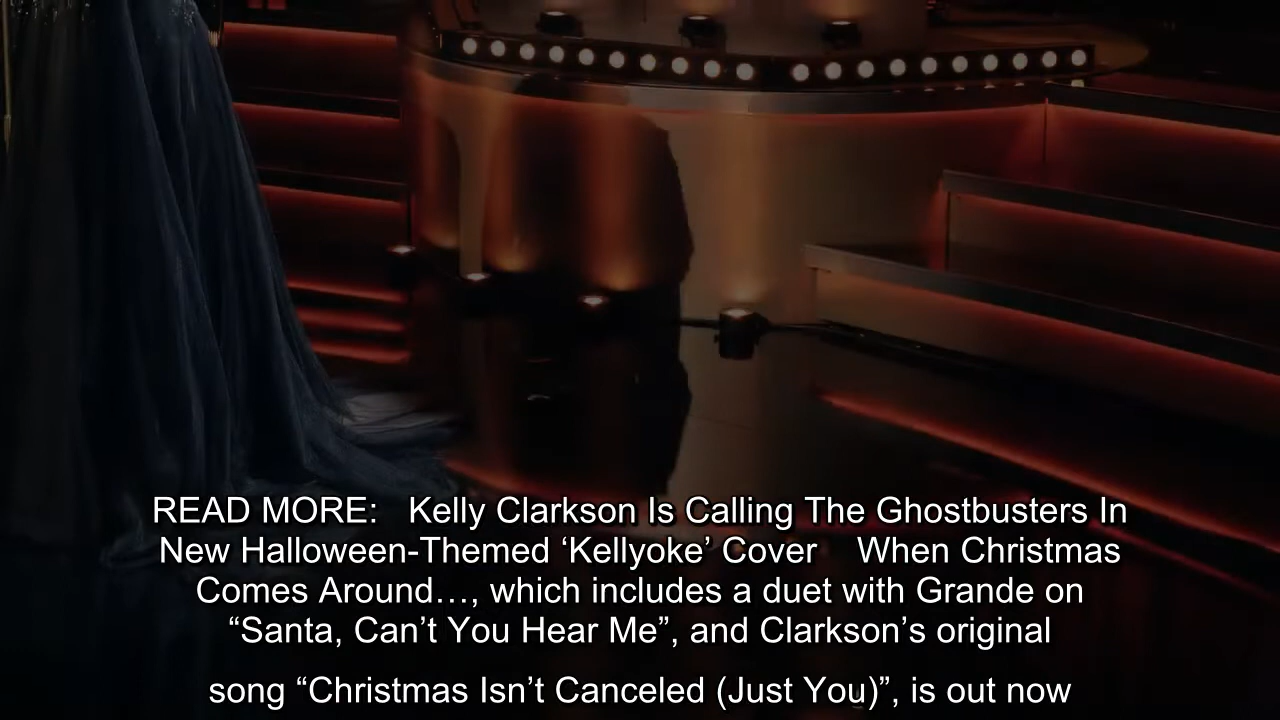 READ MORE:   Kelly Clarkson Is Calling The Ghostbusters In
New Halloween-Themed ‘Kellyoke’ Cover    When Christmas
Comes Around…, which includes a duet with Grande on
“Santa, Can’t You Hear Me”, and Clarkson’s original
song “Christmas Isn’t Canceled (Just You)”, is out now